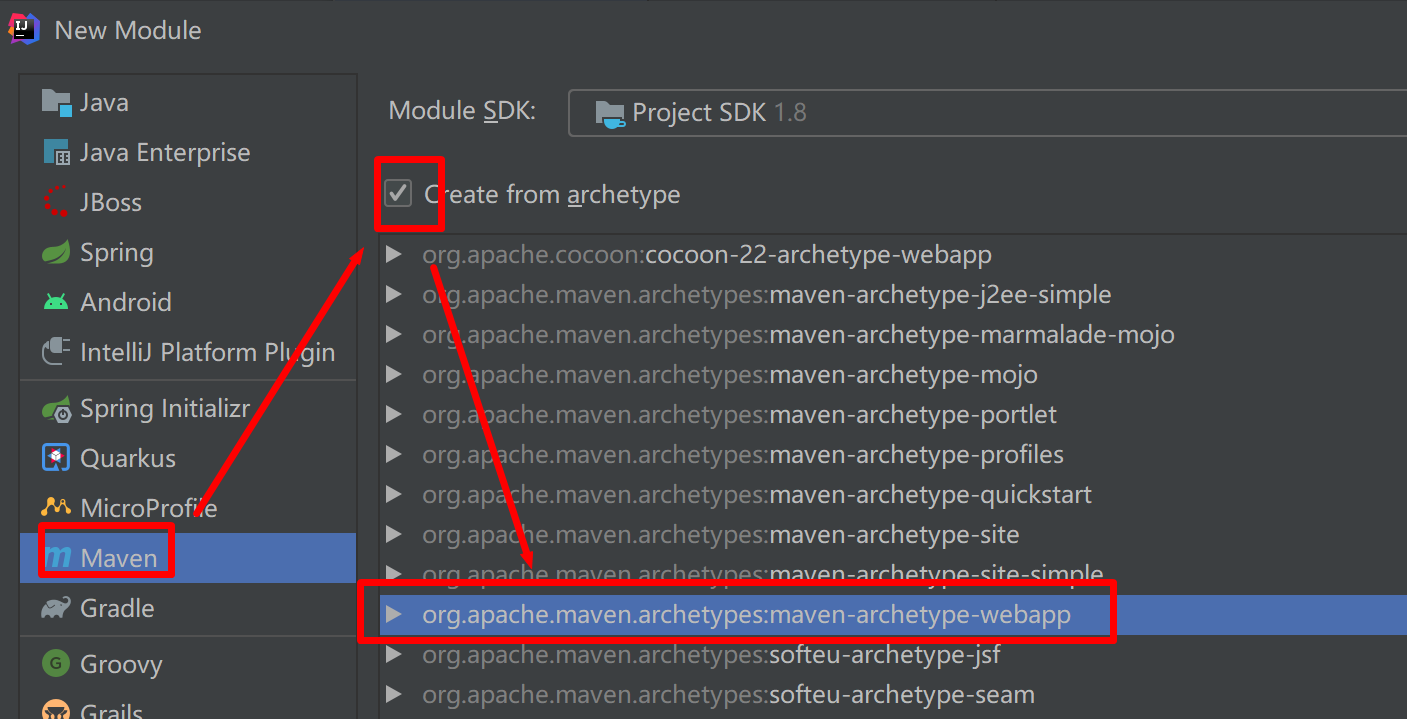 New Module
Java
Java Enterprise
JBoss
Spring
Android
IntelliJ Platform Plugin
Spring Initializr
Quarkus
MicroProfile
Maven
Gradle
Groovy
Grails
Module SDK:
Project SDK 1.8
Create from archetype
org.apache.cocoon:cocoon-22-archetype-webapp
org.apache.maven.archetypes:maven-archetype-j2ee-simple
org.apache.maven.archetypes:maven-archetype-marmalade-mojo
org.apache.maven.archetypes:maven-archetype-mojo
org.apache.maven.archetypes:maven-archetype-portlet
org.apache.maven.archetypes:maven-archetype-profiles
org.apache.maven.archetypes:maven-archetype-quickstart
org.apache.maven.archetypes:maven-archetype-site
org.apache.maven.archetypes:maven-archetype-site-simple
org.apache.maven.archetypes:maven-archetype-webapp
org.apache.maven.archetypes:softeu-archetype-jsf
org.apache.maven.archetypes:softeu-archetype-seam